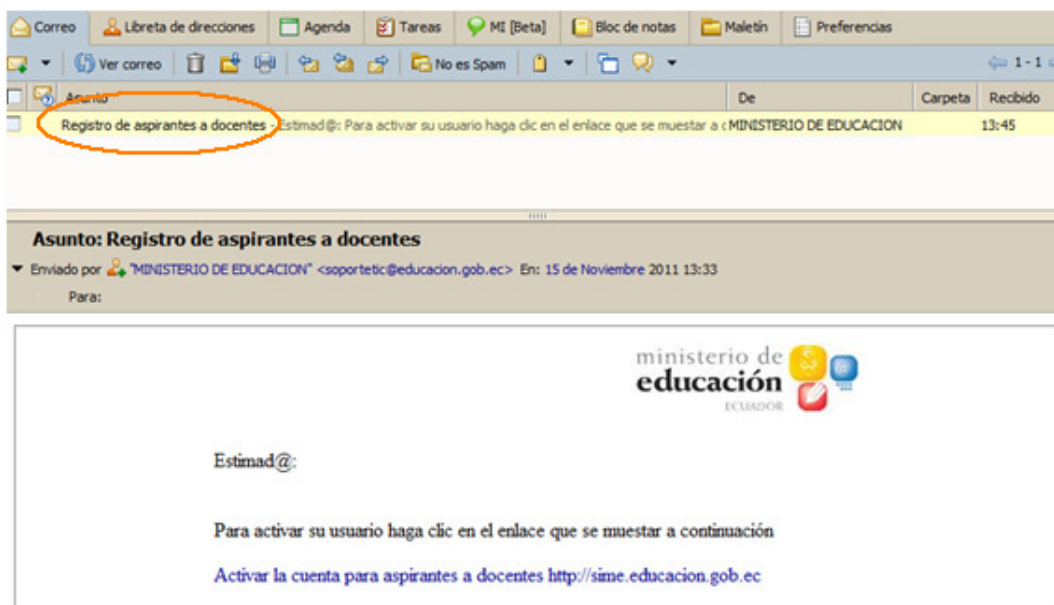 Correo Libreta de direcciones Agenda Tareas MI [Beta] Bloc de notas Maletín Preferencias
Ver correo No es Spam 1 - 1
Asunto De Carpeta Recibido
Registro de aspirantes a docentes - Estimad@: Para activar su usuario haga clic en el enlace que se muestar a c MINISTERIO DE EDUCACION 13:45
Asunto: Registro de aspirantes a docentes
Enviado por "MINISTERIO DE EDUCACION" <soportetic@educacion.gob.ec> En: 15 de Noviembre 2011 13:33
Para:
ministerio de
educación
ECUADOR
Estimad@:
Para activar su usuario haga clic en el enlace que se muestar a continuación
Activar la cuenta para aspirantes a docentes http://sime.educacion.gob.ec